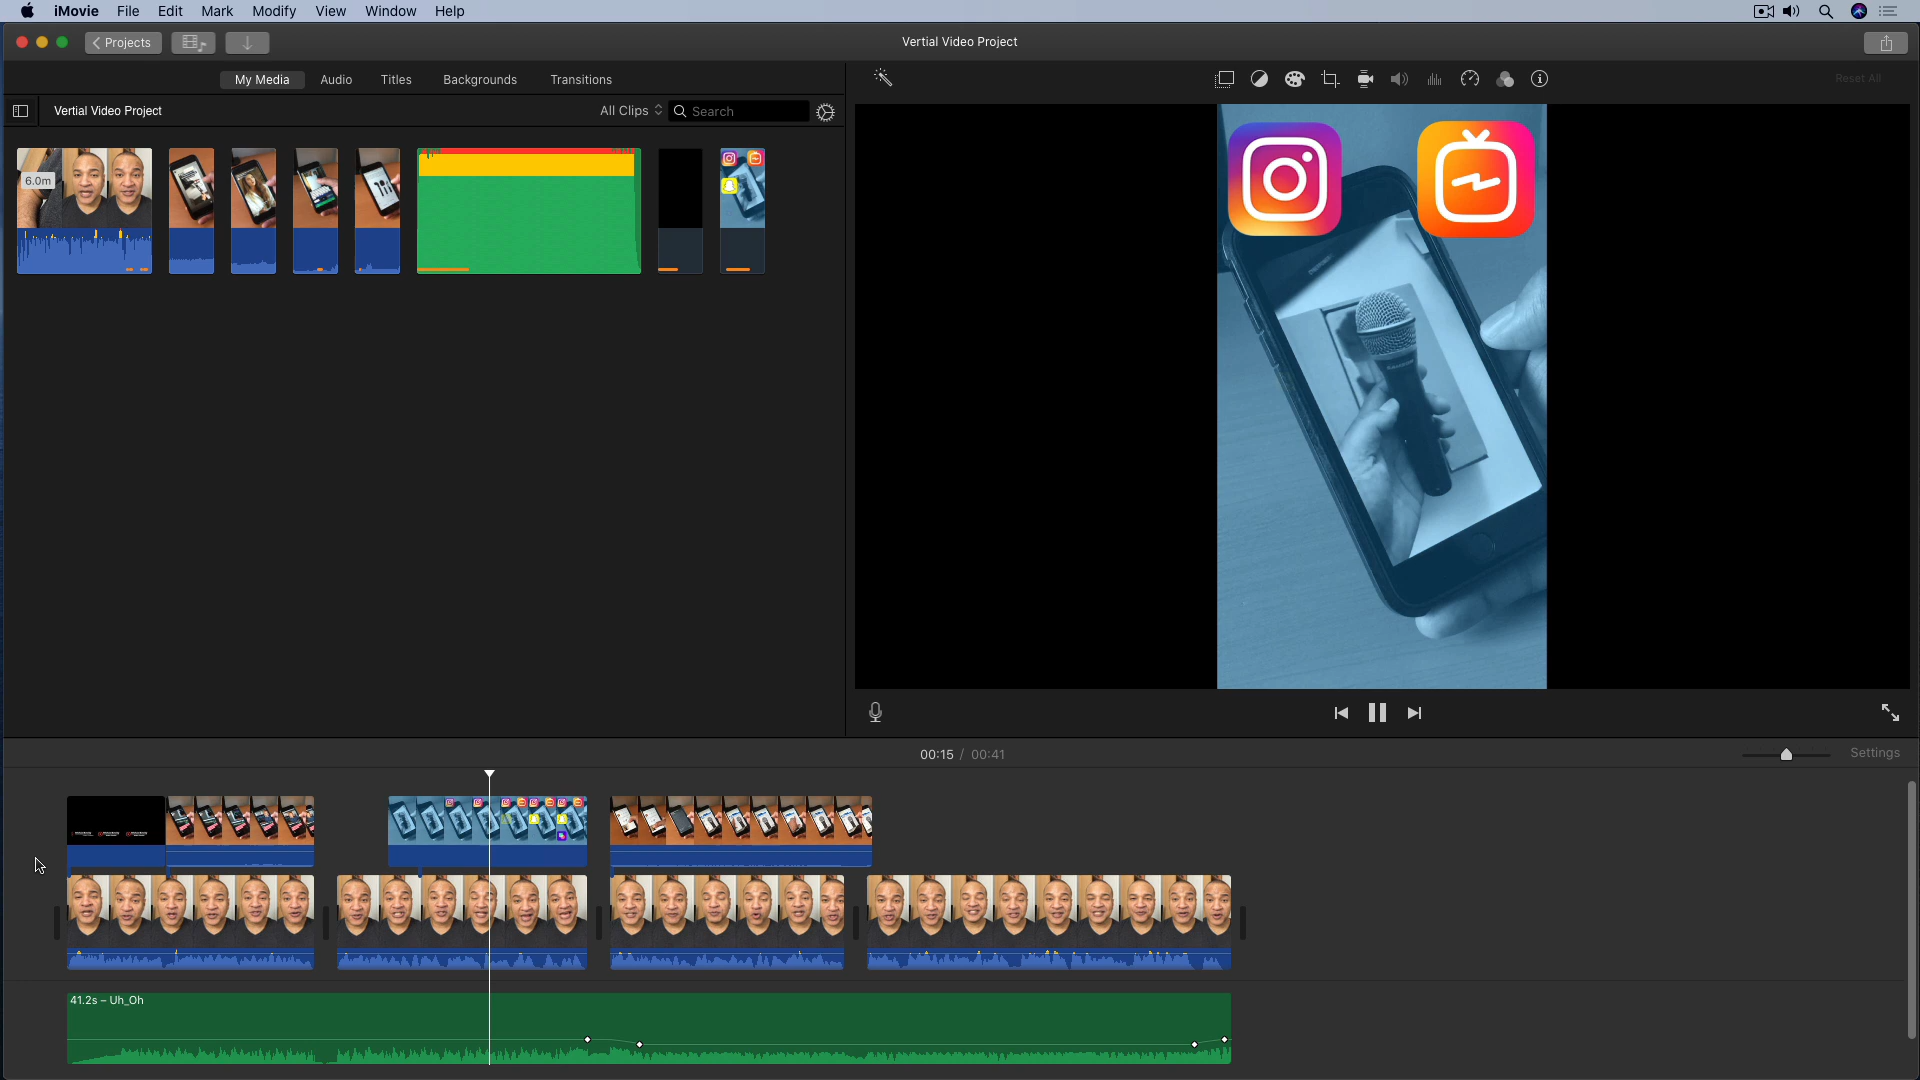 iMovie File Edit Mark Modify View Window Help
Projects
Vertial Video Project
My Media Audio Titles Backgrounds Transitions
Reset All
Vertial Video Project
All Clips
Search
6.0m
00:15 / 00:41
Settings
41.2s – Uh_Oh